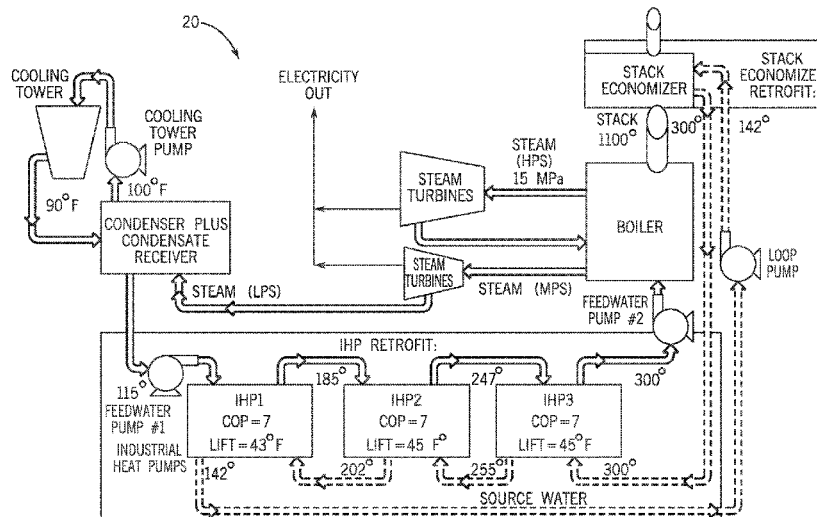 20
COOLING
TOWER
COOLING
TOWER
PUMP
90°F
100°F
CONDENSER PLUS
CONDENSATE
RECEIVER
ELECTRICITY
OUT
STEAM
TURBINES
STEAM
(HPS)
15 MPa
STEAM
TURBINES
STEAM (MPS)
STEAM (LPS)
STACK
ECONOMIZER
STACK
ECONOMIZE
RETROFIT:
STACK
1100°
300°
142°
BOILER
LOOP
PUMP
FEEDWATER
PUMP #2
IHP RETROFIT:
115°
FEEDWATER
PUMP #1
INDUSTRIAL
HEAT PUMPS
185°
247°
300°
IHP1
COP=7
LIFT=43°F
IHP2
COP=7
LIFT=45 F°
IHP3
COP=7
LIFT=45°F
142°
202°
255°
300°
SOURCE WATER